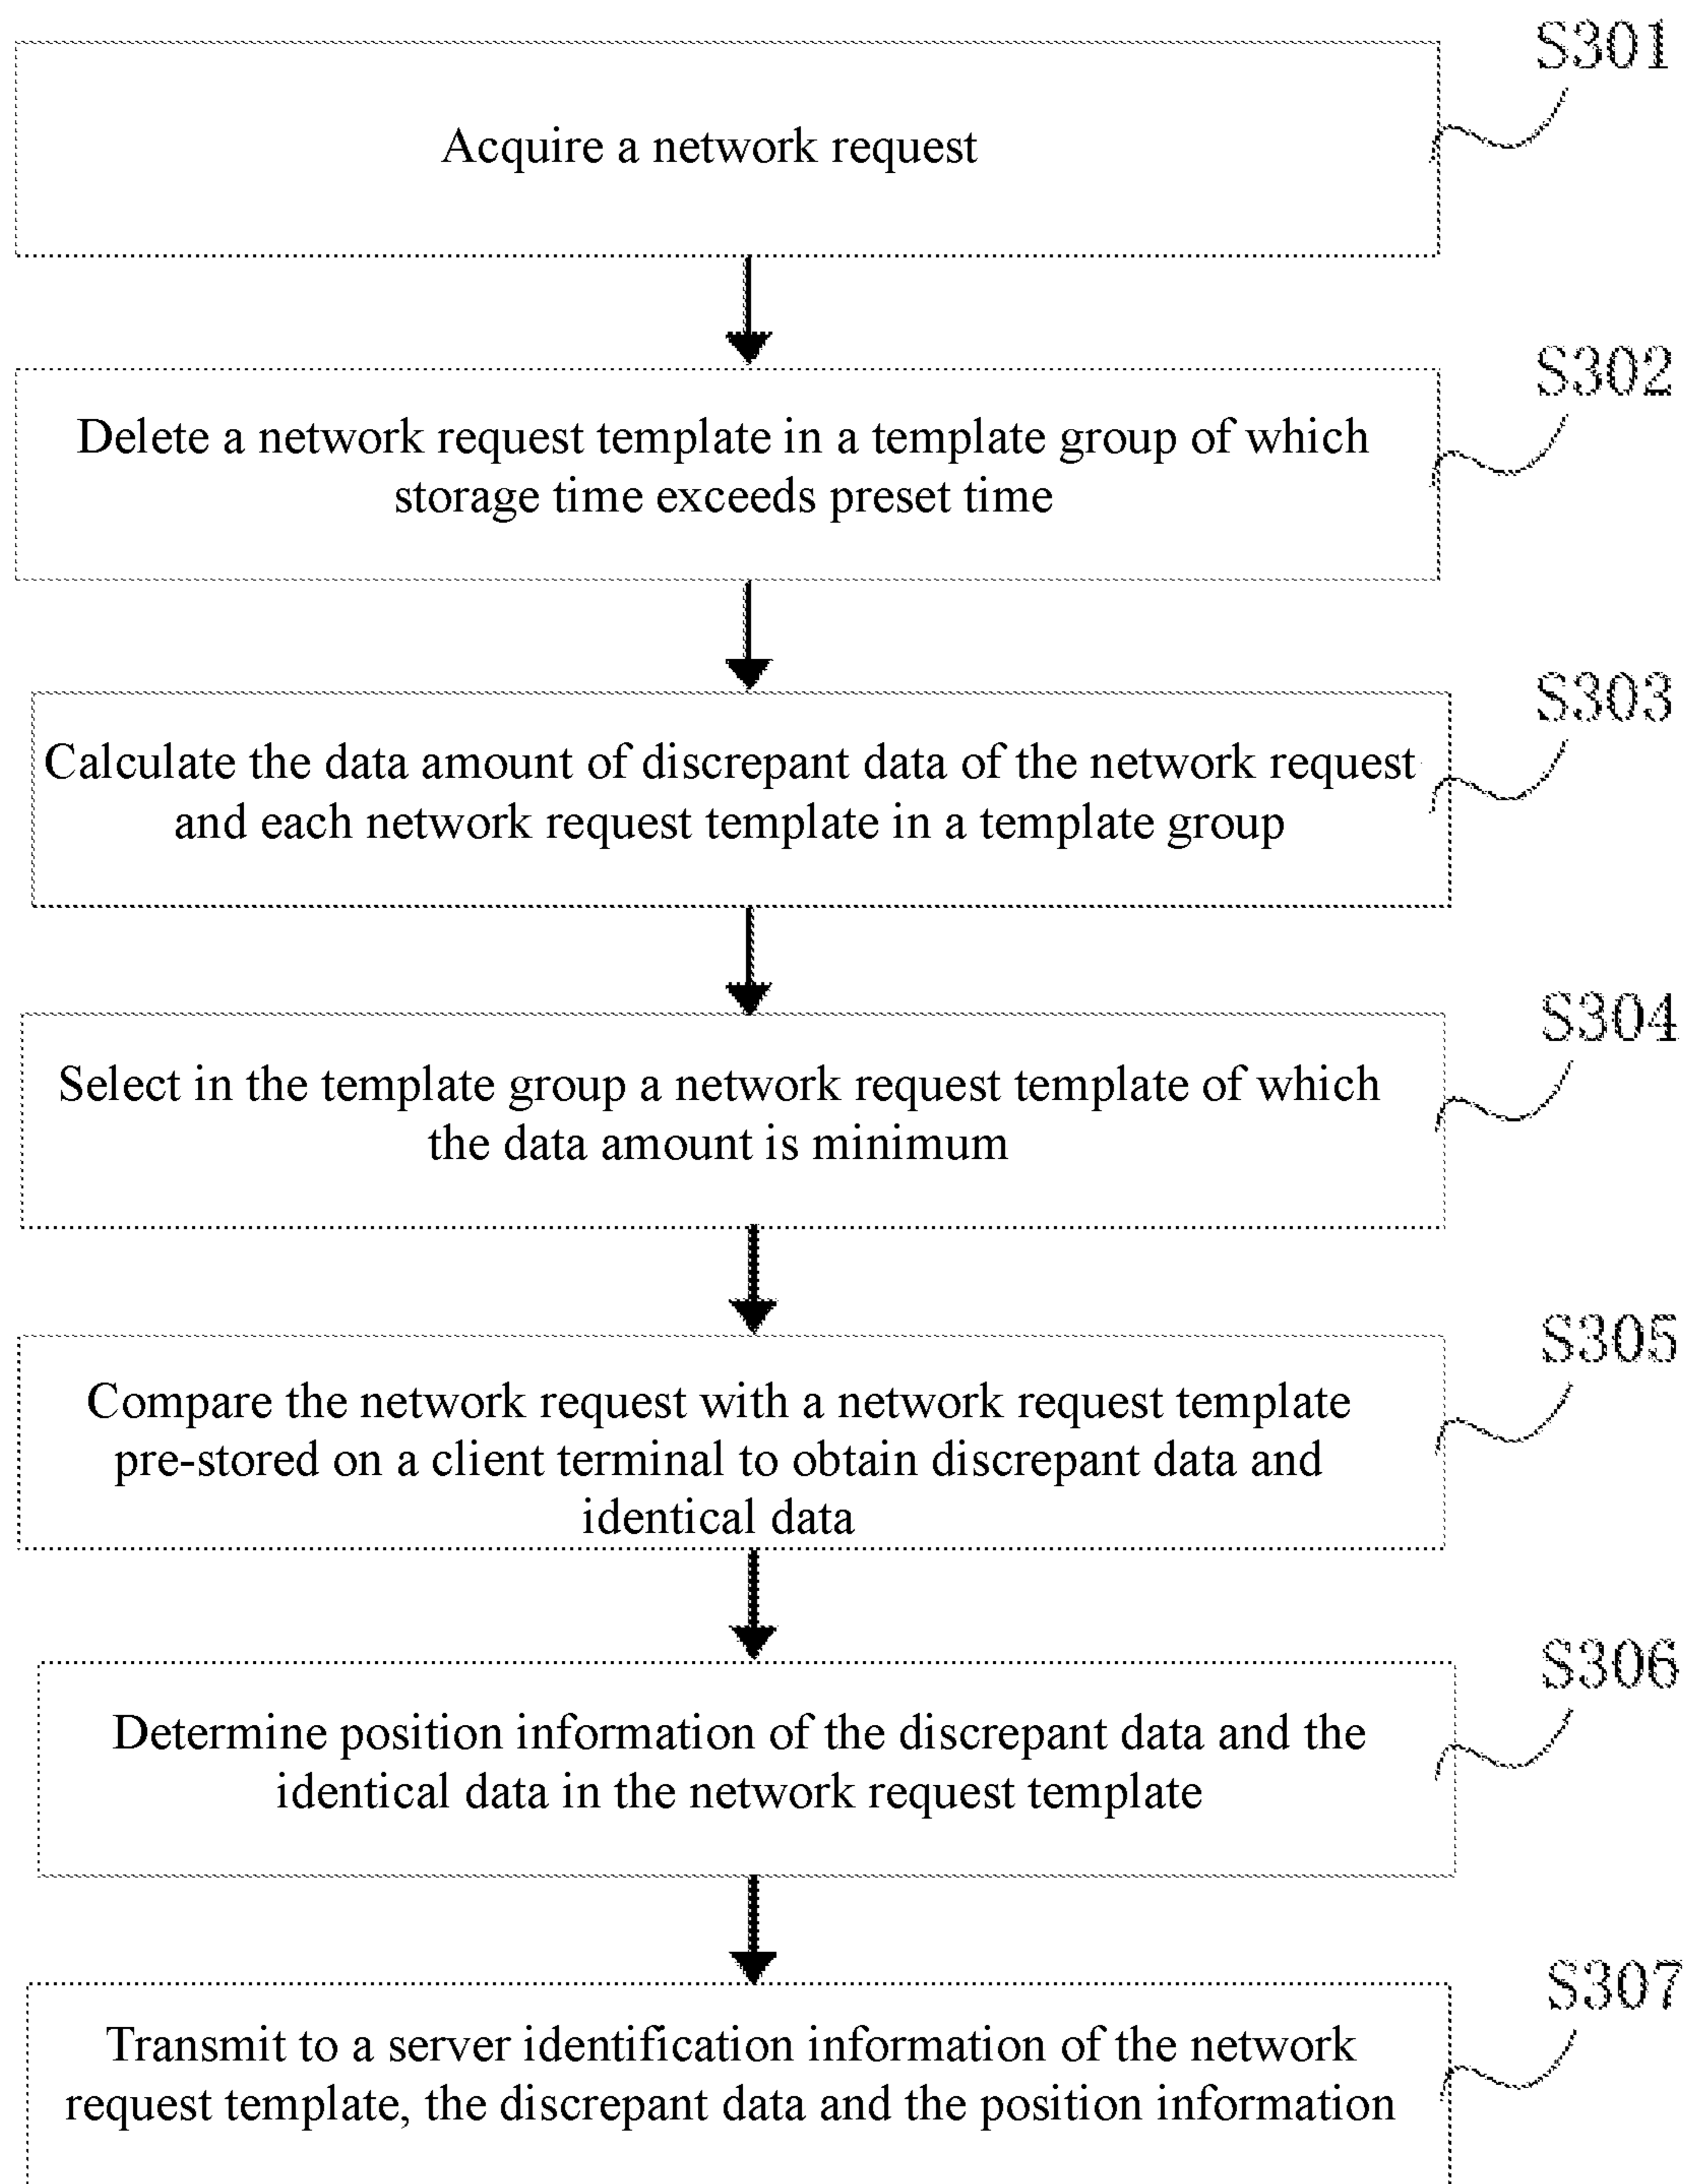 S301
Acquire a network request
S302
Delete a network request template in a template group of which
storage time exceeds preset time
S303
Calculate the data amount of discrepant data of the network request
and each network request template in a template group
S304
Select in the template group a network request template of which
the data amount is minimum
S305
Compare the network request with a network request template
pre-stored on a client terminal to obtain discrepant data and
identical data
S306
Determine position information of the discrepant data and the
identical data in the network request template
S307
Transmit to a server identification information of the network
request template, the discrepant data and the position information